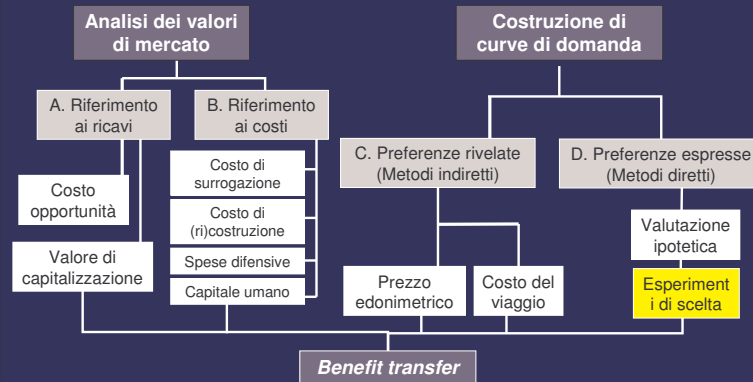 Analisi dei valori
di mercato
Costruzione di
curve di domanda
A. Riferimento
ai ricavi
B. Riferimento
ai costi
Costo
opportunità
Valore di
capitalizzazione
Costo di
surrogazione
Costo di
(ri)costruzione
Spese difensive
Capitale umano
C. Preferenze rivelate
(Metodi indiretti)
D. Preferenze espresse
(Metodi diretti)
Prezzo
edonimetrico
Costo del
viaggio
Valutazione
ipotetica
Esperiment
i di scelta
Benefit transfer